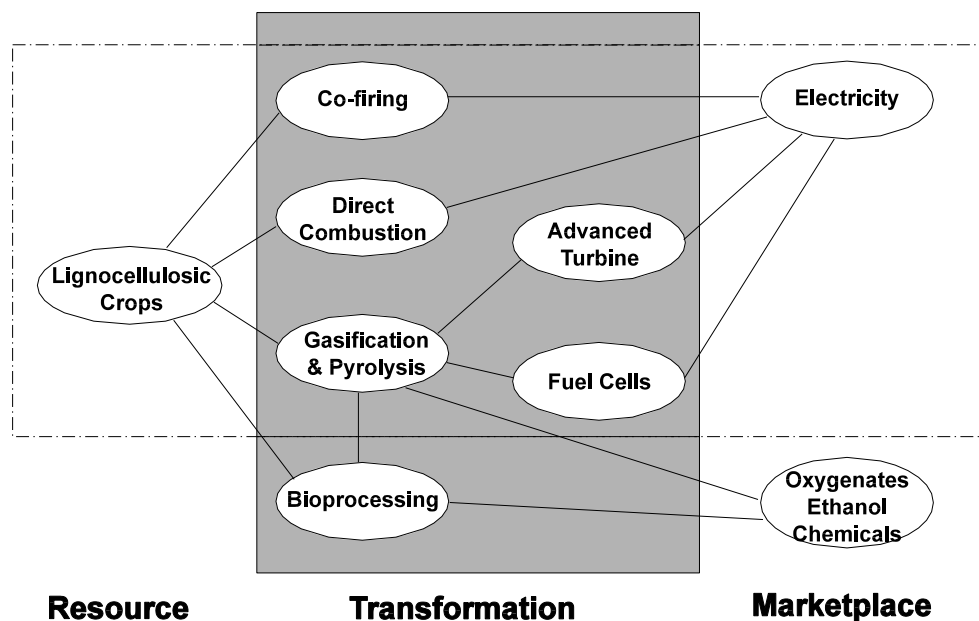 Co-firing
Electricity
Direct
Combustion
Advanced
Turbine
Lignocellulosic
Crops
Gasification
& Pyrolysis
Fuel Cells
Bioprocessing
Oxygenates
Ethanol
Chemicals
Resource
Transformation
Marketplace